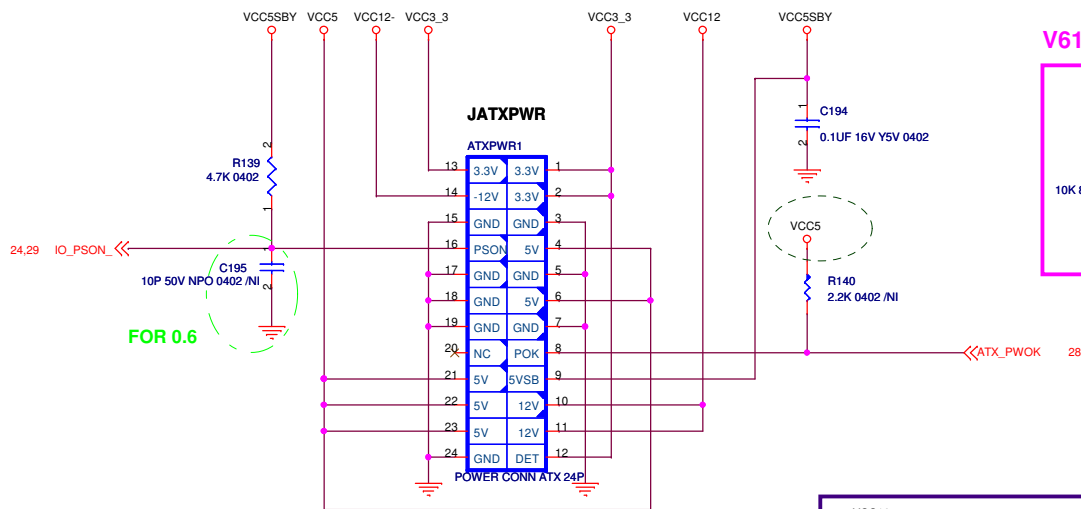 VCC5SBY VCC5 VCC12- VCC3_3 VCC3_3 VCC12 VCC5SBY
V61
JATXPWR
ATXPWR1
1
C194
2
0.1UF 16V Y5V 0402
2
R139
4.7K 0402
1
13 3.3V 3.3V 1
14 -12V 3.3V 2
15 GND GND 3
16 PSON 5V 4
17 GND GND 5
18 GND 5V 6
19 GND GND 7
20 NC POK 8
21 5V 5VSB 9
22 5V 12V 10
23 5V 12V 11
24 GND DET 12
POWER CONN ATX 24P
10K
VCC5
24,29 IO_PSON_
1
C195
10P 50V NPO 0402 /NI
2
R140
2.2K 0402 /NI
FOR 0.6
ATX_PWOK 28